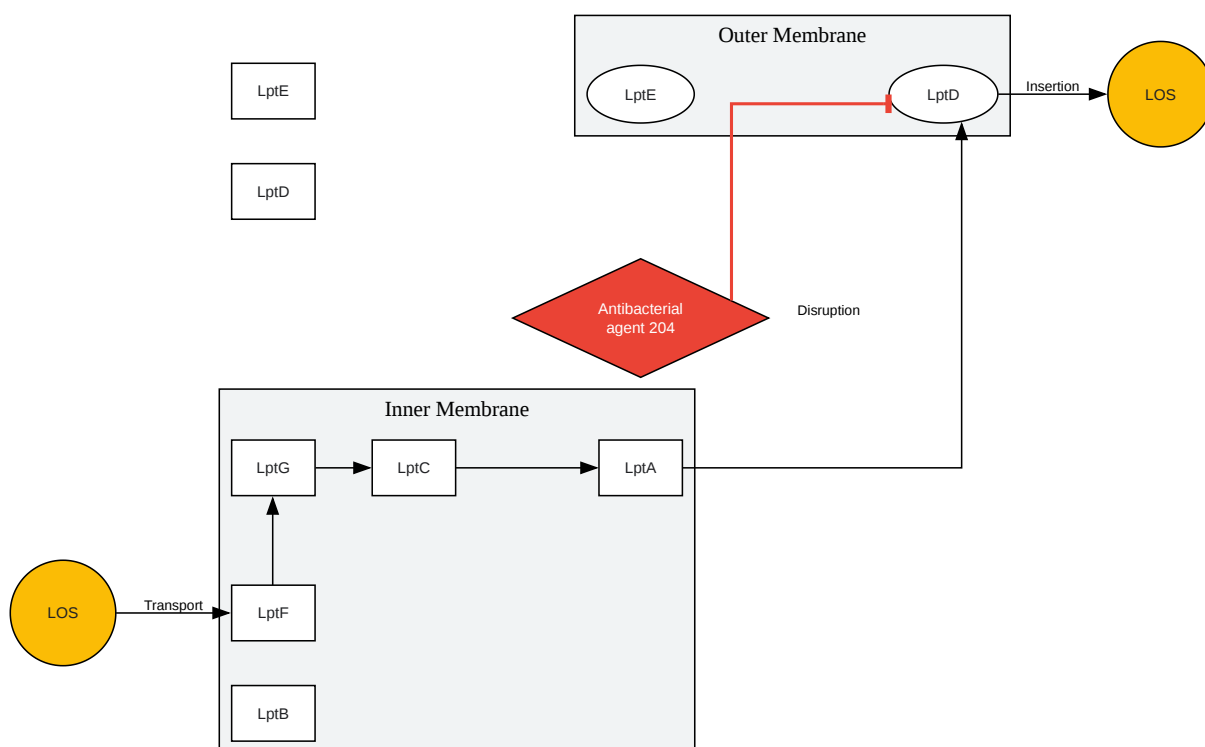 Outer Membrane
LptE
LptE
LptD
Insertion
LOS
LptD
Antibacterial
agent 204
Disruption
Inner Membrane
LptG
LptC
LptA
LOS
Transport
LptF
LptB